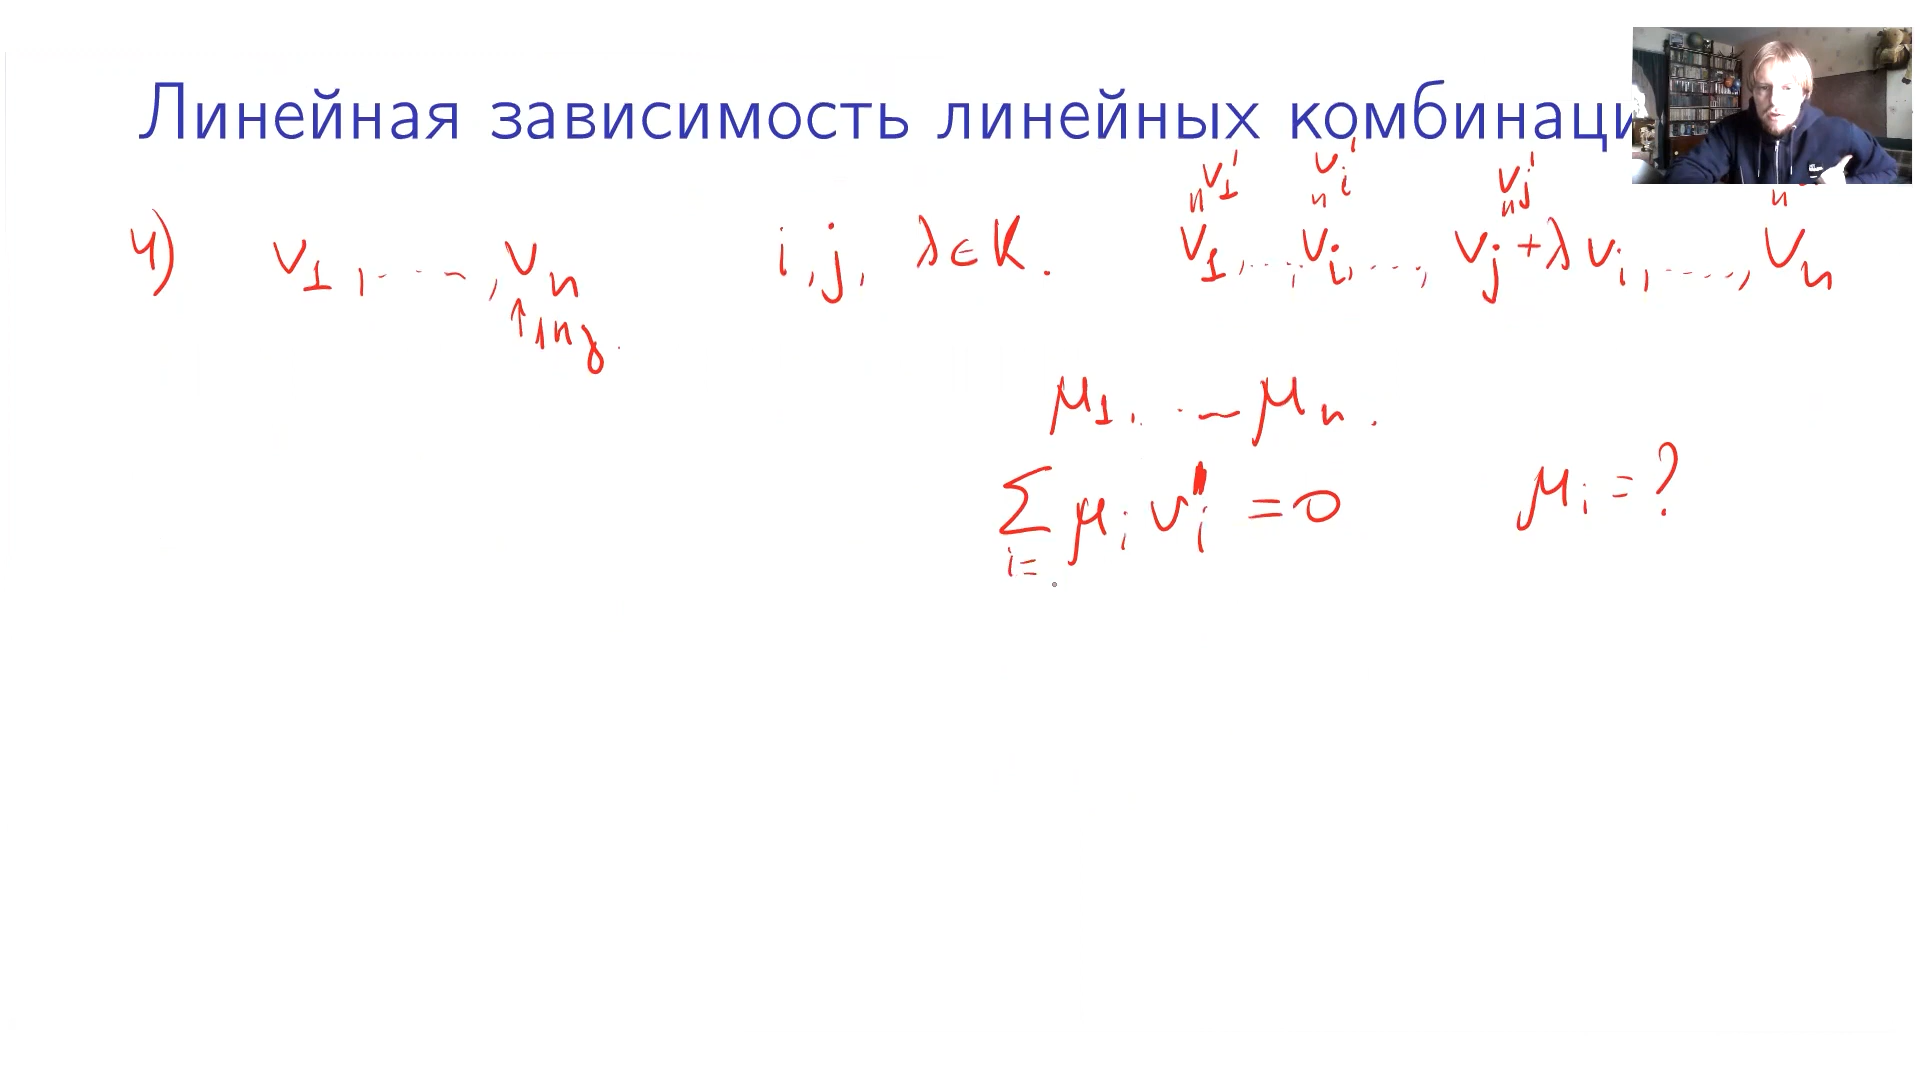 Линейная зависимость линейных комбинаци
v₁' vᵢ' vⱼ'
п п п п
4) v₁, ..., vₙ i, j, λ ∈ K. v₁, ..., vᵢ, ..., vⱼ + λvᵢ, ..., vₙ
↑ лнз.
μ₁, ... μₙ.
∑ μᵢ vᵢ' = 0 μᵢ = ?
i=